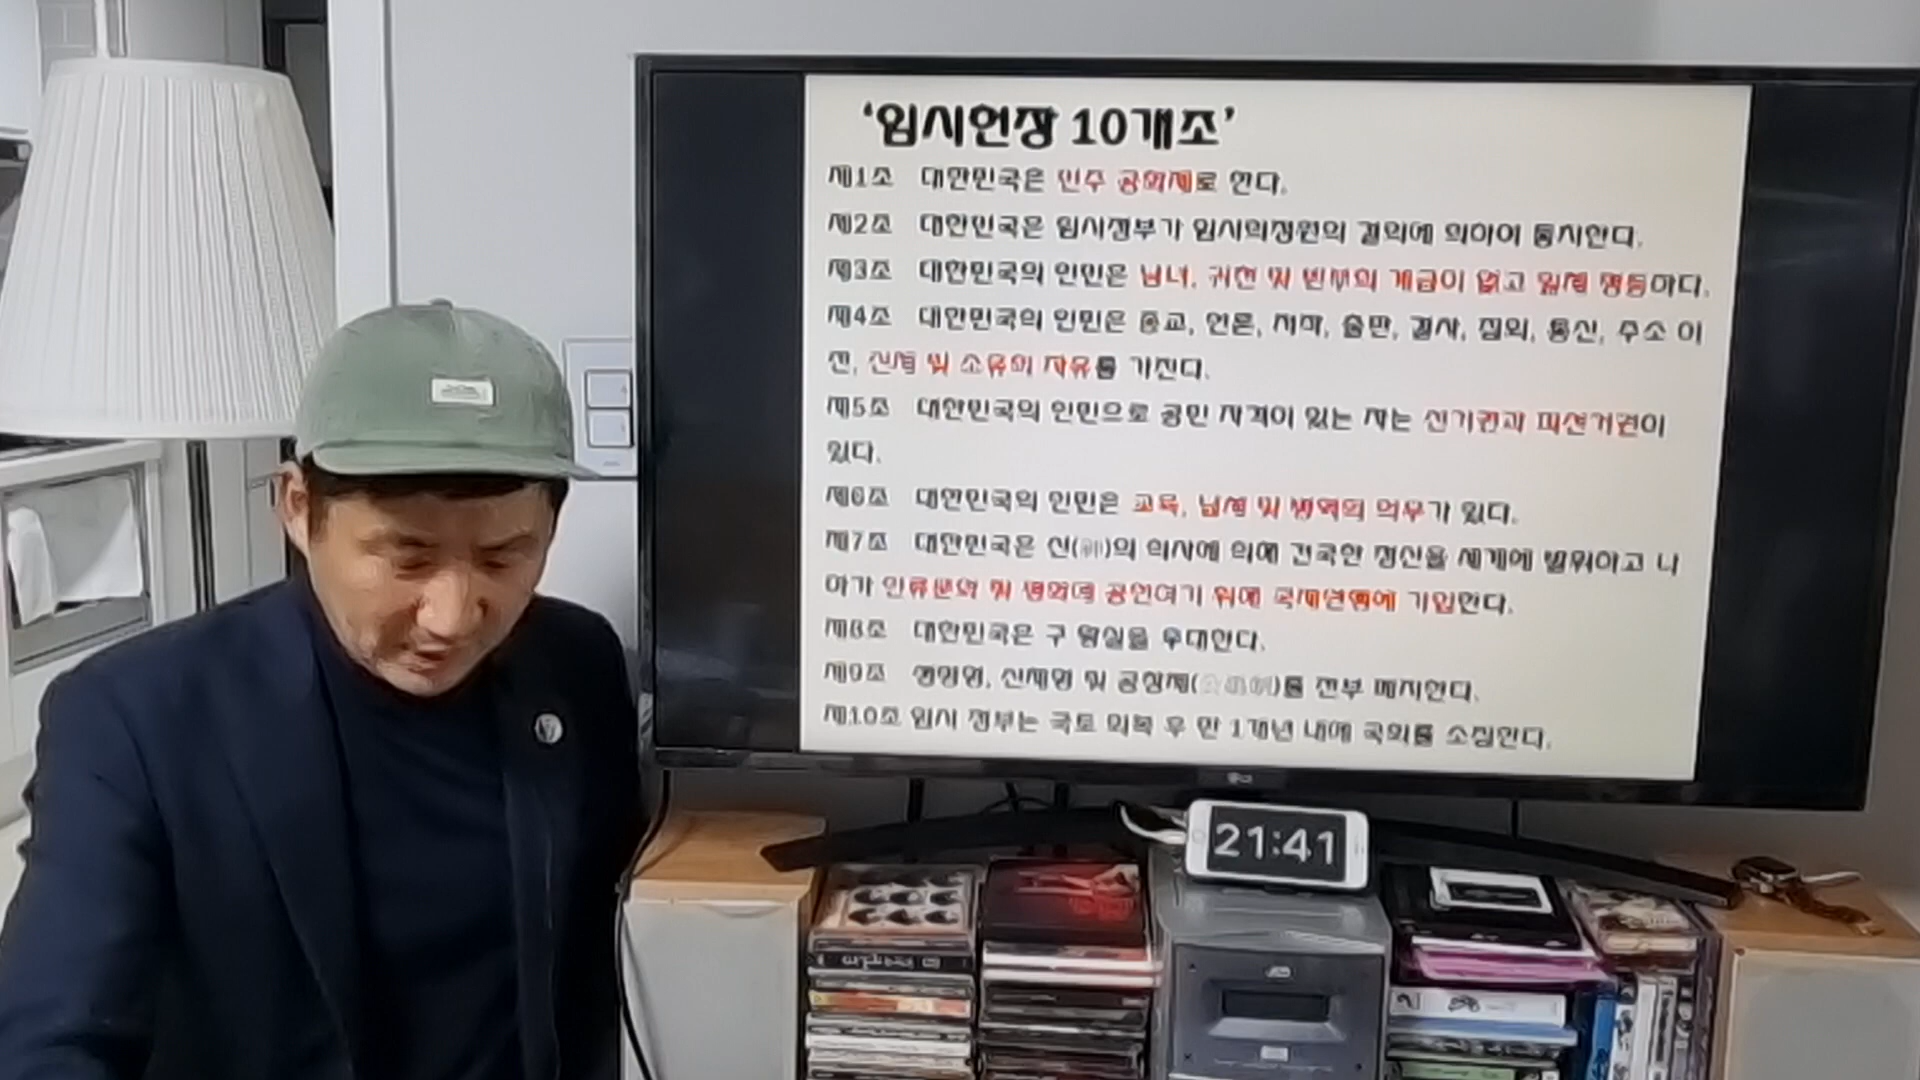 ‘임시헌장 10개조’
제1조 대한민국은 민주 공화제로 한다.
제2조 대한민국은 임시정부가 임시의정원의 결의에 의하여 통치한다.
제3조 대한민국의 인민은 남녀, 귀천 및 빈부의 계급이 없고 일체 평등하다.
제4조 대한민국의 인민은 종교, 언론, 저작, 출판, 결사, 집회, 통신, 주소 이
전, 신체 및 소유의 자유를 가진다.
제5조 대한민국의 인민으로 공민 자격이 있는 자는 선거권과 피선거권이
있다.
제6조 대한민국의 인민은 교육, 납세 및 병역의 의무가 있다.
제7조 대한민국은 신(神)의 의사에 의해 건국한 정신을 세계에 발휘하고 나
아가 인류문화 및 평화에 공헌하기 위해 국제연맹에 가입한다.
제8조 대한민국은 구 황실을 우대한다.
제9조 생명형, 신체형 및 공창제()를 전부 폐지한다.
제10조 임시 정부는 국토 회복 후 만 1개년 내에 국회를 소집한다.
LG
21:41